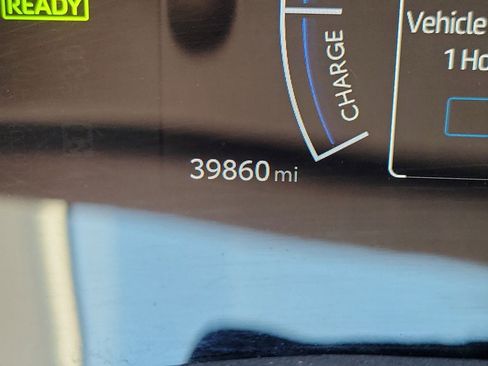 READY
CHARGE
Vehicle
1 Ho
39860 mi